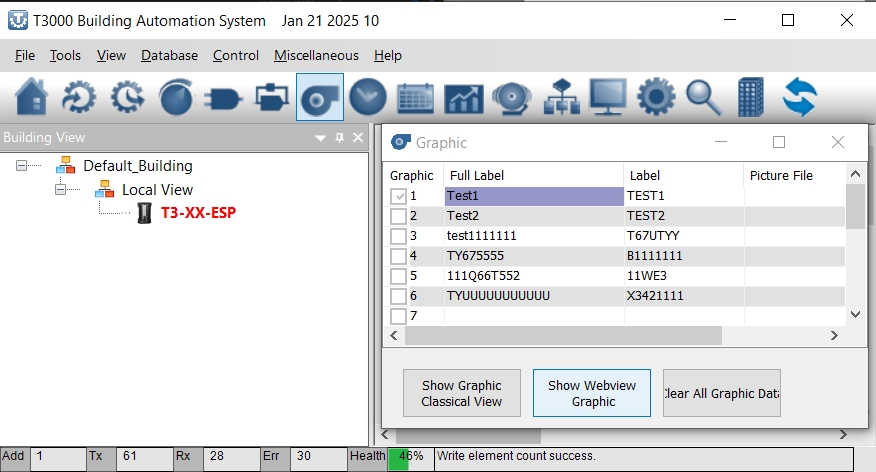 T3000 Building Automation System Jan 21 2025 10
File Tools View Database Control Miscellaneous Help
Building View
Default_Building
Local View
T3-XX-ESP
Graphic
Graphic Full Label Label Picture File
1 Test1 TEST1
2 Test2 TEST2
3 test1111111 T67UTYY
4 TY675555 B1111111
5 111Q66T552 11WE3
6 TYUUUUUUUUUUU X3421111
7
Show Graphic
Classical View
Show Webview
Graphic
Clear All Graphic Data
Add 1 Tx 61 Rx 28 Err 30 Health 46% Write element count success.